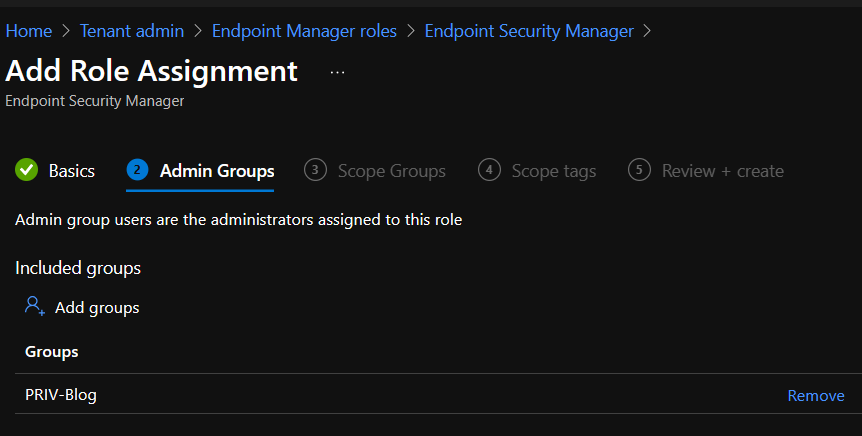 Home > Tenant admin > Endpoint Manager roles > Endpoint Security Manager >
Add Role Assignment ...
Endpoint Security Manager
Basics 2 Admin Groups 3 Scope Groups 4 Scope tags 5 Review + create
Admin group users are the administrators assigned to this role
Included groups
Add groups
Groups
PRIV-Blog Remove